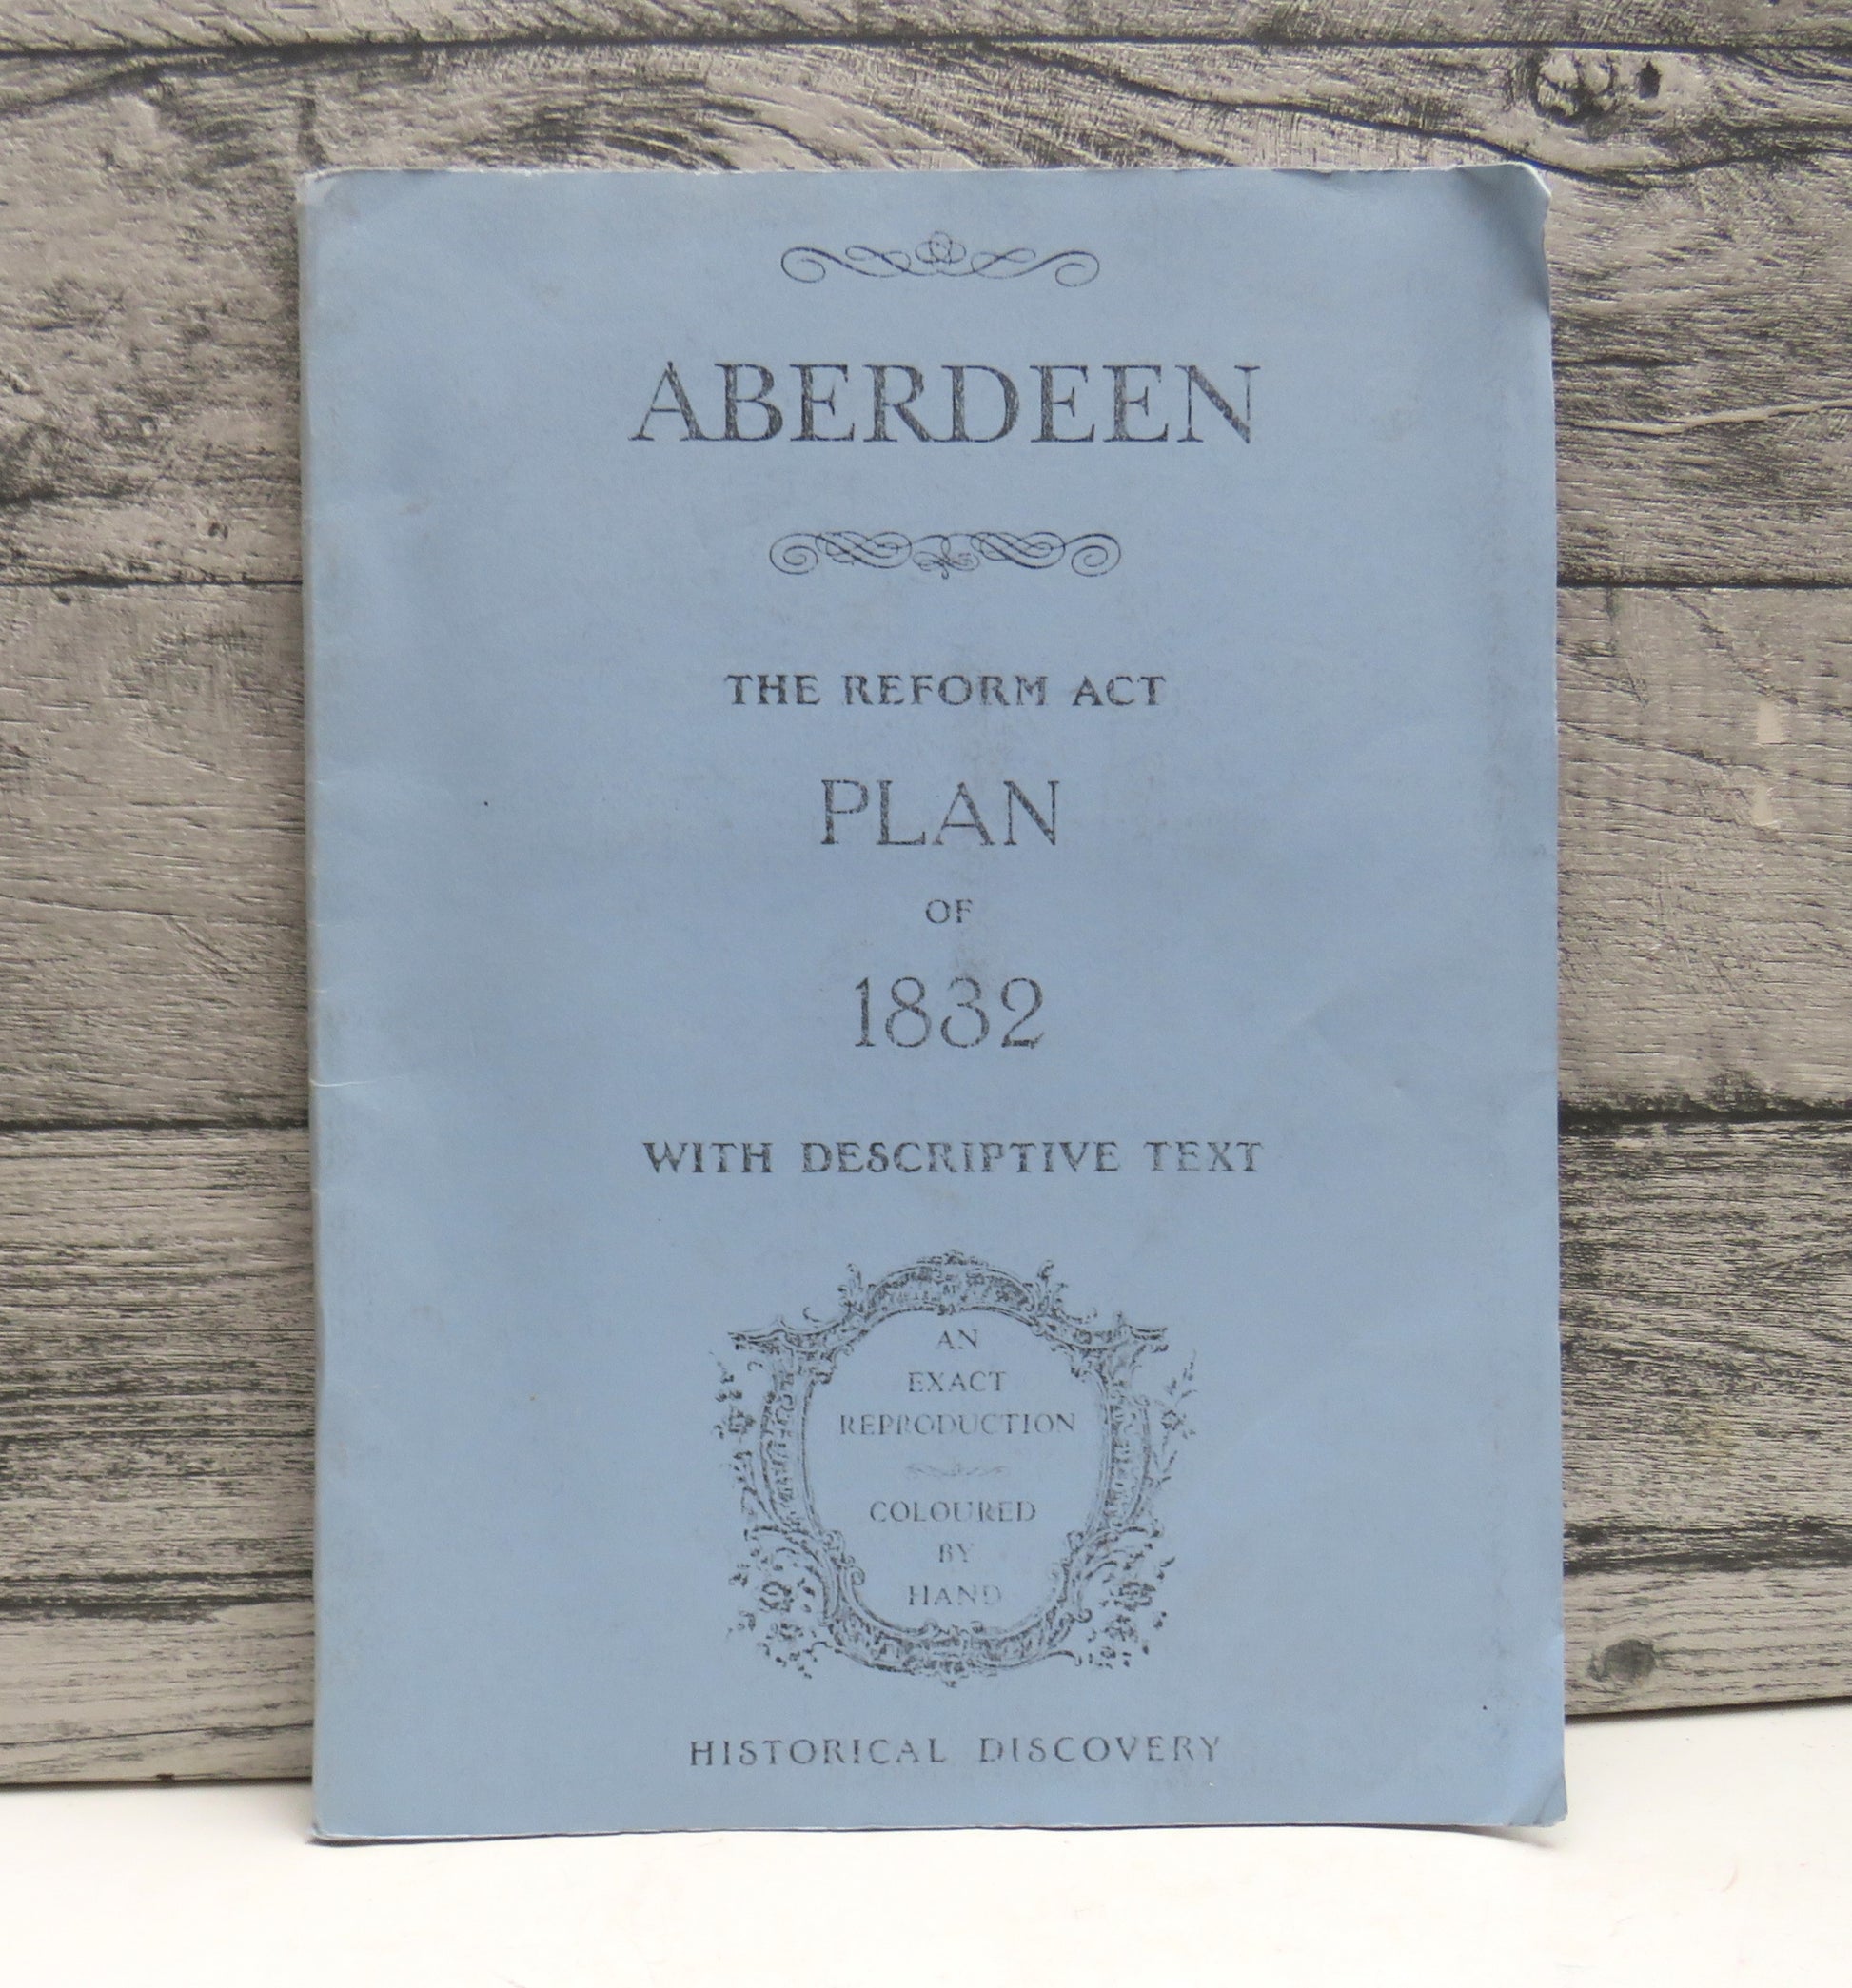 ABERDEEN
THE REFORM ACT
PLAN
OF
1832
WITH DESCRIPTIVE TEXT
AN
EXACT
REPRODUCTION
COLOURED
BY
HAND
HISTORICAL DISCOVERY